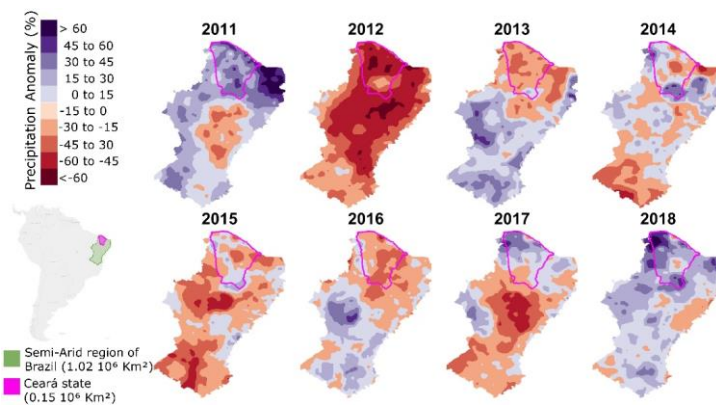 Precipitation Anomaly (%)
> 60
45 to 60
30 to 45
15 to 30
0 to 15
-15 to 0
-30 to -15
-45 to 30
-60 to -45
<-60
2011
2012
2013
2014
2015
2016
2017
2018
Semi-Arid region of
Brazil (1.02 10⁶ Km²)
Ceará state
(0.15 10⁶ Km²)